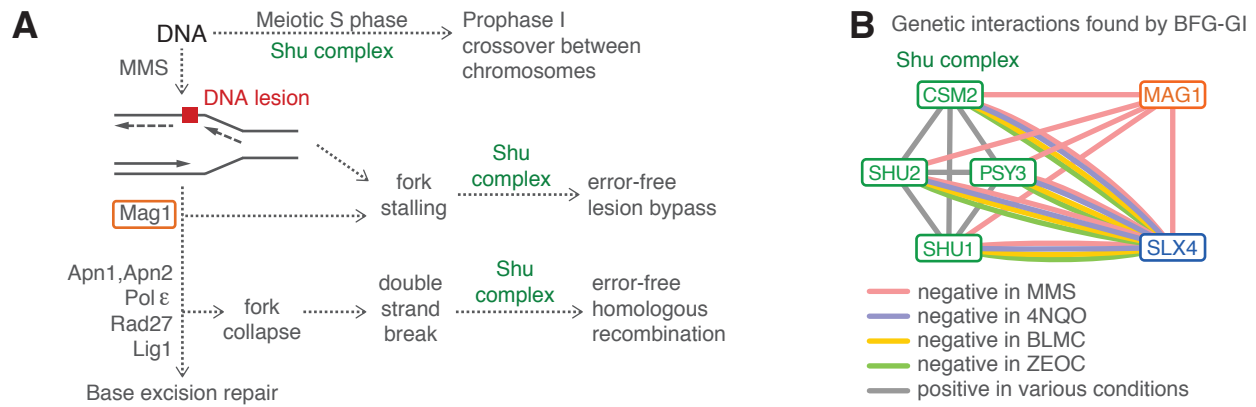 A
DNA
Meiotic S phase
Shu complex
Prophase I
crossover between
chromosomes
MMS
DNA lesion
Mag1
fork
stalling
Shu
complex
error-free
lesion bypass
Apn1,Apn2
Pol ε
Rad27
Lig1
fork
collapse
double
strand
break
Shu
complex
error-free
homologous
recombination
Base excision repair
B
Genetic interactions found by BFG-GI
Shu complex
CSM2
MAG1
SHU2
PSY3
SHU1
SLX4
negative in MMS
negative in 4NQO
negative in BLMC
negative in ZEOC
positive in various conditions